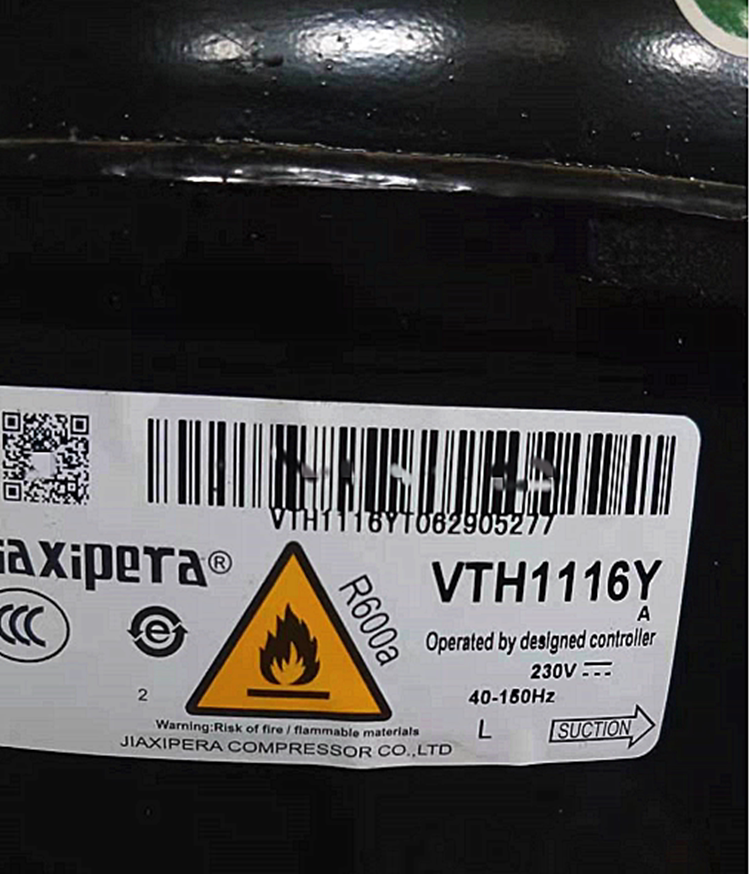 VTH1116YT062905277
iaxipera®
CCC
e
R600a
VTH1116Y
A
Operated by designed controller
230V
40-150Hz
2
L
SUCTION
Warning:Risk of fire / flammable materials
JIAXIPERA COMPRESSOR CO.,LTD